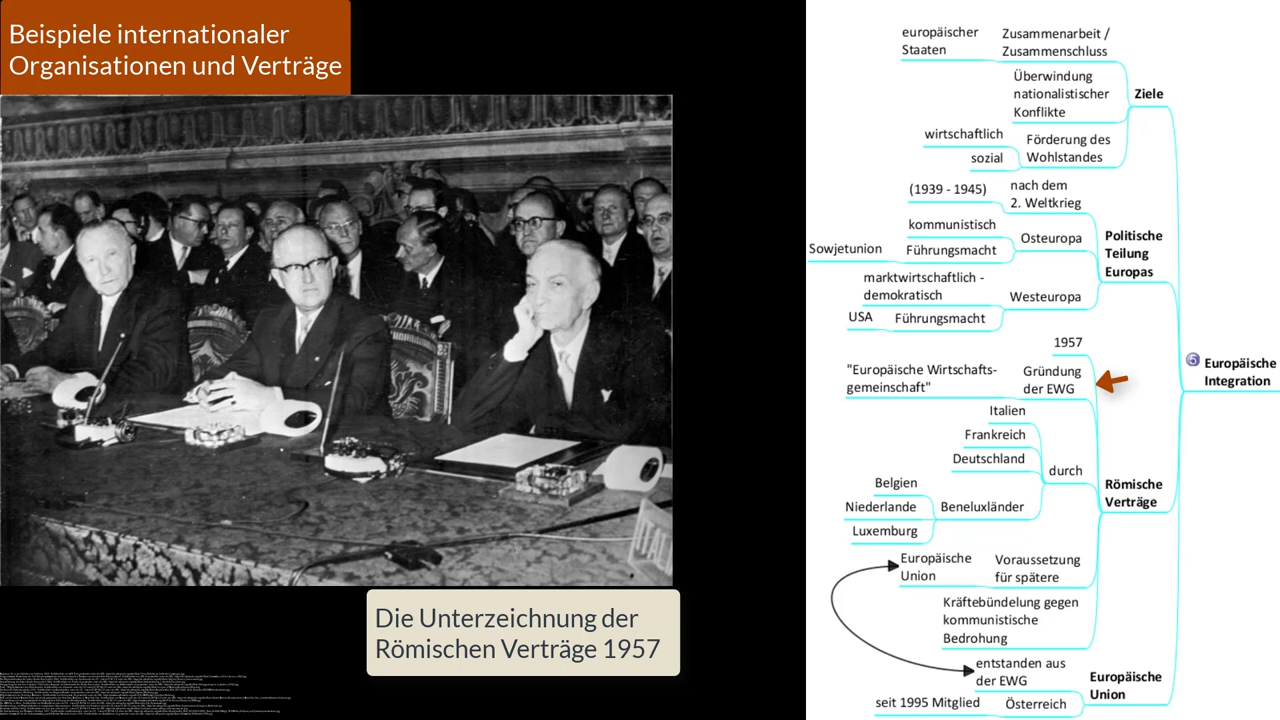 Beispiele internationaler
Organisationen und Verträge
Die Unterzeichnung der
Römischen Verträge 1957
europäischer
Staaten
Zusammenarbeit /
Zusammenschluss
Überwindung
nationalistischer
Konflikte
Ziele
wirtschaftlich
sozial
Förderung des
Wohlstandes
(1939 - 1945)
nach dem
2. Weltkrieg
kommunistisch
Sowjetunion
Führungsmacht
Osteuropa
Politische
Teilung
Europas
marktwirtschaftlich -
demokratisch
USA
Führungsmacht
Westeuropa
1957
"Europäische Wirtschafts-
gemeinschaft"
Gründung
der EWG
5
Europäische
Integration
Italien
Frankreich
Deutschland
durch
Belgien
Niederlande
Luxemburg
Beneluxländer
Römische
Verträge
Europäische
Union
Voraussetzung
für spätere
Kräftebündelung gegen
kommunistische
Bedrohung
entstanden aus
der EWG
seit 1995 Mitglied
Österreich
Europäische
Union